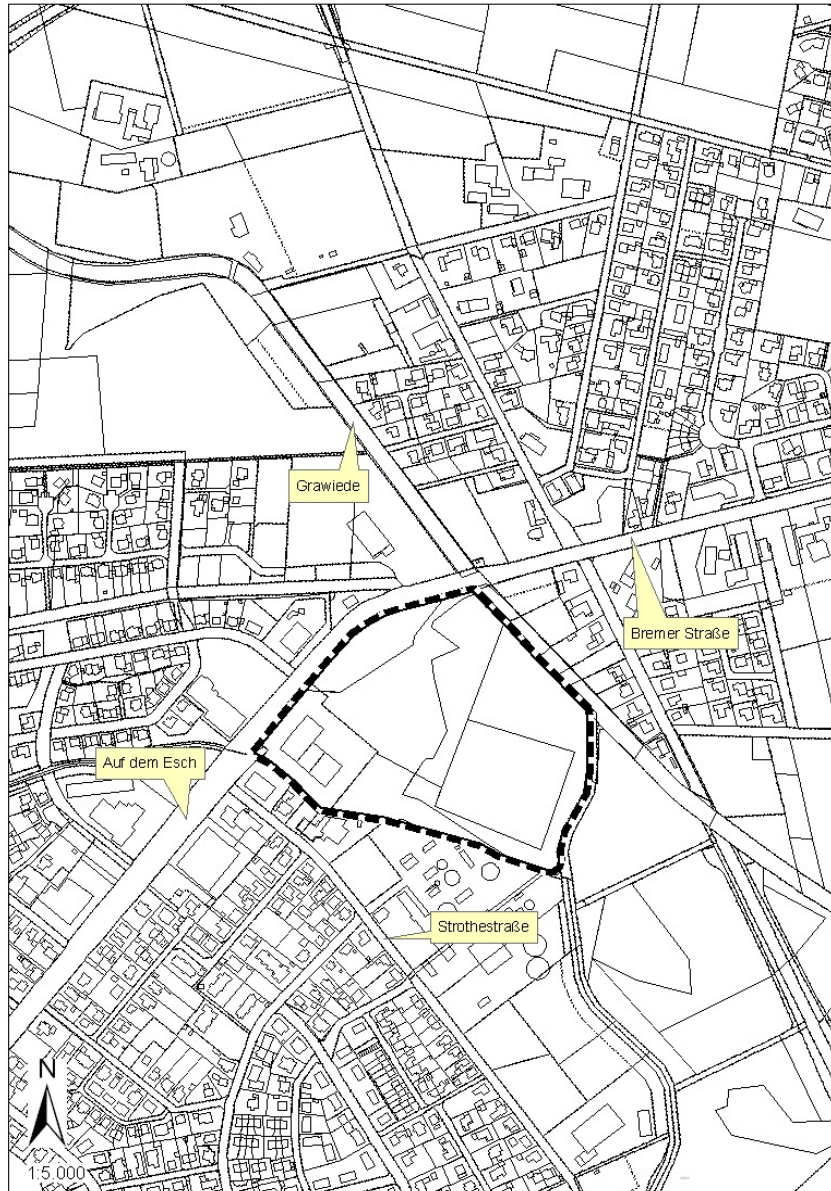 Grawiede
Bremer Straße
Auf dem Esch
Strothestraße
N
1:5.000